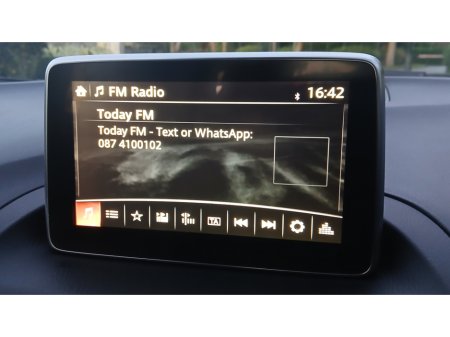 FM Radio 16:42
Today FM
Today FM - Text or WhatsApp:
087 4100102
TA